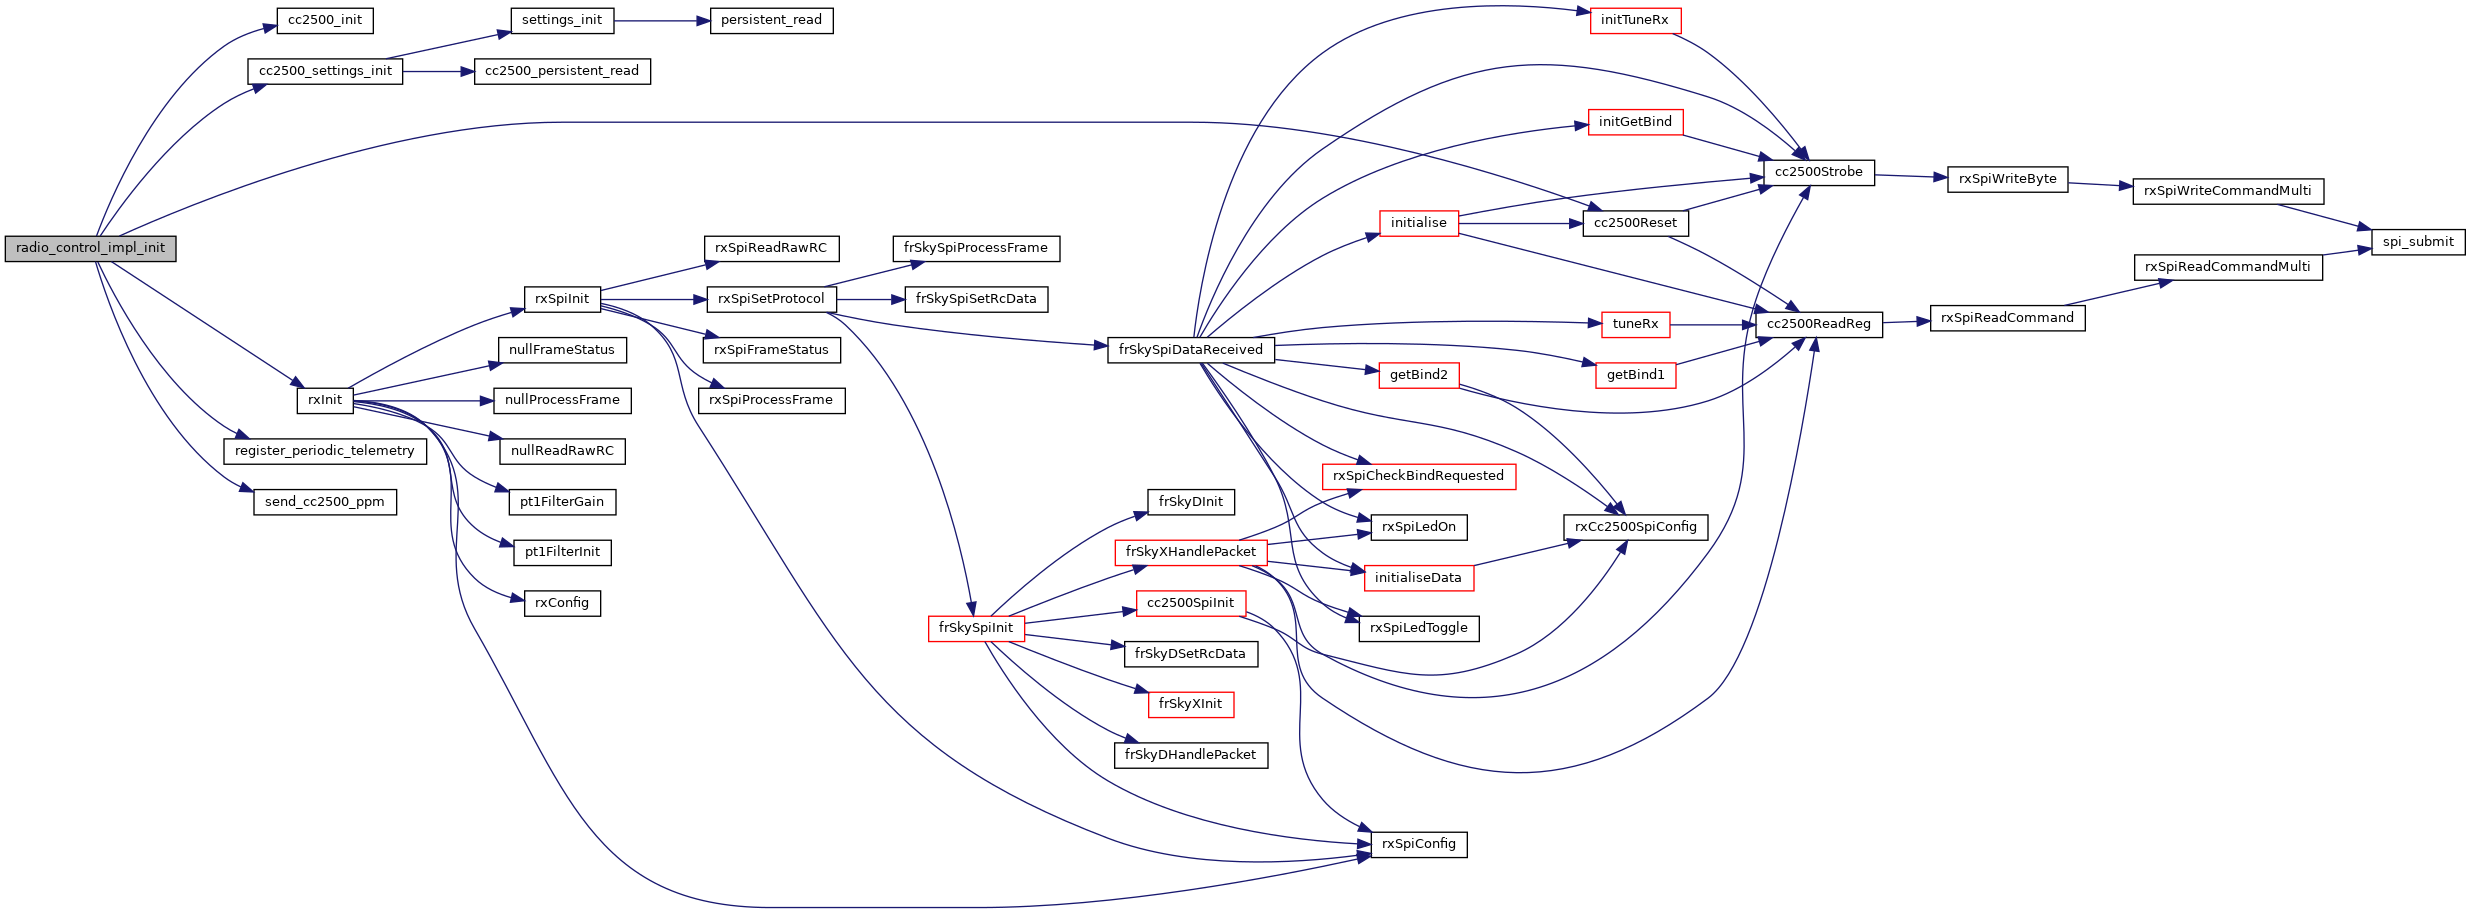 radio_control_impl_init
cc2500_init
cc2500_settings_init
settings_init
persistent_read
cc2500_persistent_read
rxInit
register_periodic_telemetry
send_cc2500_ppm
rxSpiInit
nullFrameStatus
nullProcessFrame
nullReadRawRC
pt1FilterGain
pt1FilterInit
rxConfig
rxSpiReadRawRC
rxSpiSetProtocol
rxSpiFrameStatus
rxSpiProcessFrame
frSkySpiProcessFrame
frSkySpiSetRcData
frSkySpiDataReceived
frSkySpiInit
frSkyDInit
frSkyXHandlePacket
cc2500SpiInit
frSkyDSetRcData
frSkyXInit
frSkyDHandlePacket
initialise
getBind2
rxSpiCheckBindRequested
rxSpiLedOn
initialiseData
rxSpiLedToggle
rxSpiConfig
initTuneRx
initGetBind
cc2500Reset
tuneRx
getBind1
rxCc2500SpiConfig
cc2500Strobe
cc2500ReadReg
rxSpiWriteByte
rxSpiReadCommand
rxSpiWriteCommandMulti
rxSpiReadCommandMulti
spi_submit